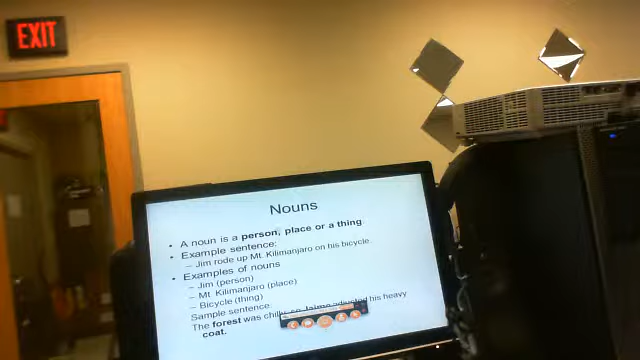 EXIT
Nouns
• A noun is a person, place or a thing.
• Example sentence:
– Jim rode up Mt. Kilimanjaro on his bicycle.
• Examples of nouns
– Jim (person)
– Mt. Kilimanjaro (place)
– Bicycle (thing)
Sample sentence.
The forest was chilly his heavy
coat.